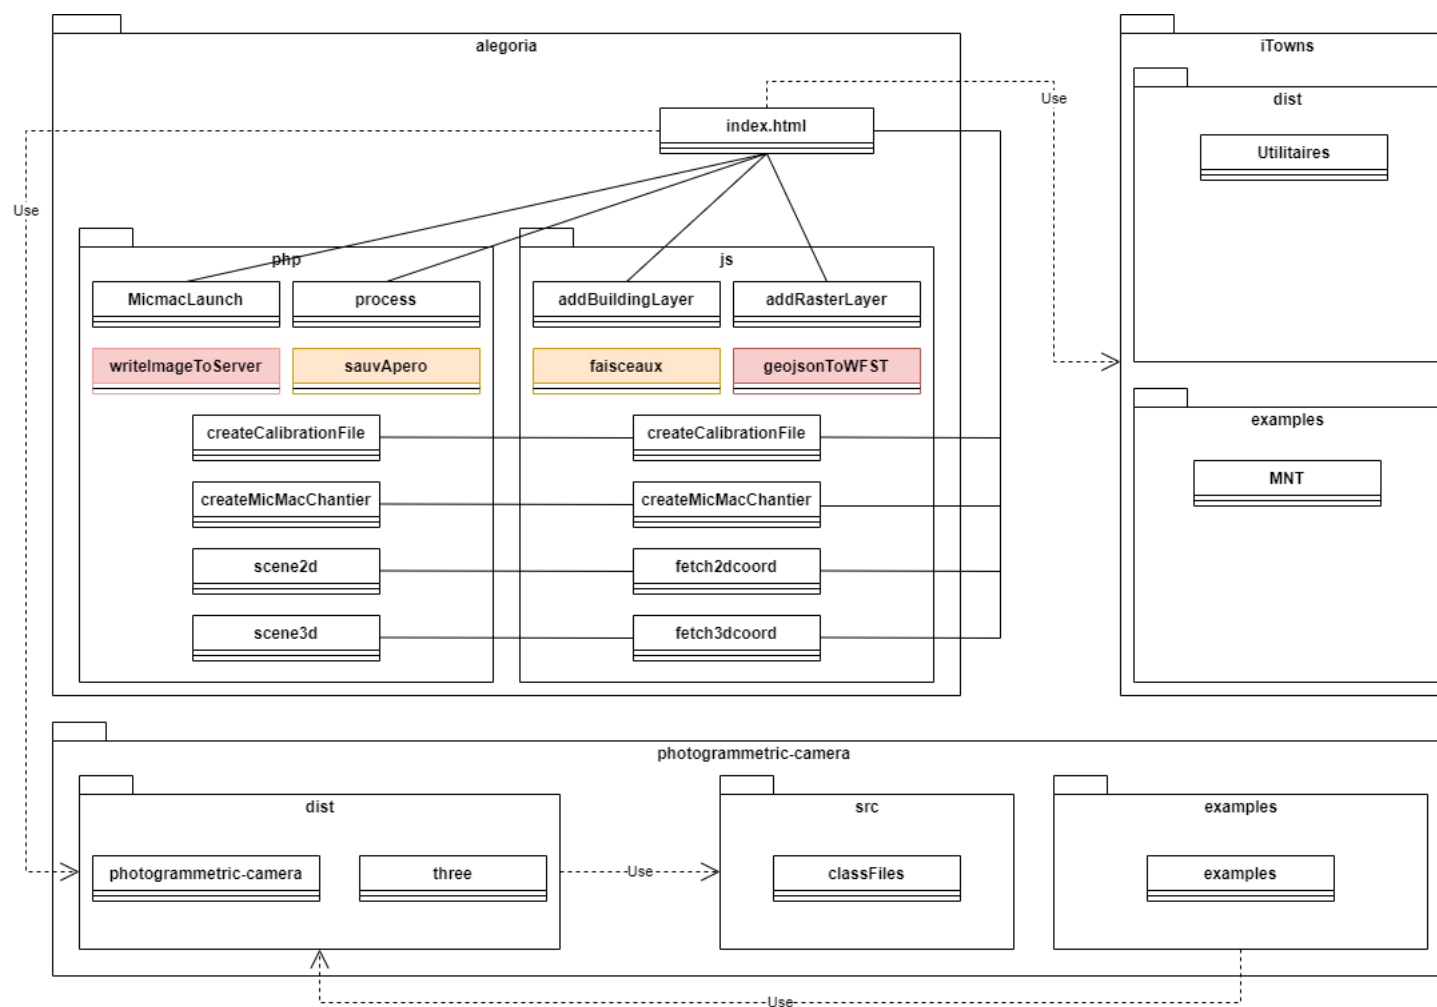 alegoria
iTowns
dist
Use
index.html
Utilitaires
Use
php
js
MicmacLaunch
process
addBuildingLayer
addRasterLayer
writeImageToServer
sauvApero
faisceaux
geojsonToWFST
examples
createCalibrationFile
createCalibrationFile
MNT
createMicMacChantier
createMicMacChantier
scene2d
fetch2dcoord
scene3d
fetch3dcoord
photogrammetric-camera
dist
src
examples
photogrammetric-camera
three
Use
classFiles
examples
Use